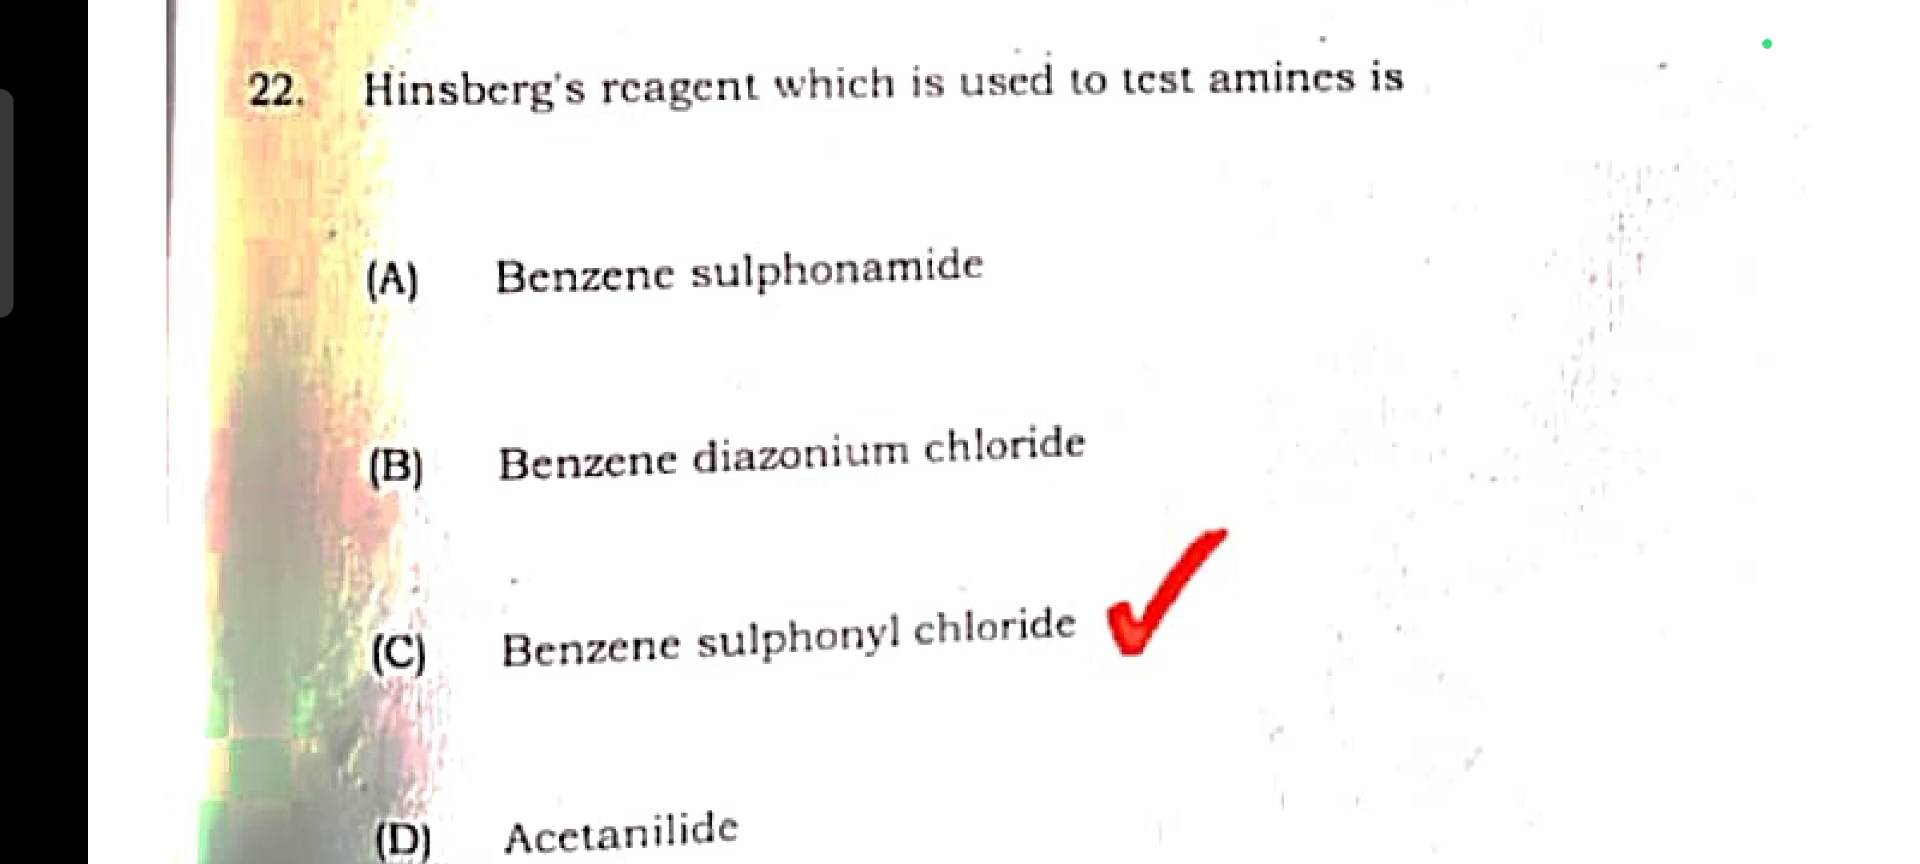 22. Hinsberg's reagent which is used to test amines is
(A) Benzene sulphonamide
(B) Benzene diazonium chloride
(C) Benzene sulphonyl chloride
(D) Acetanilide